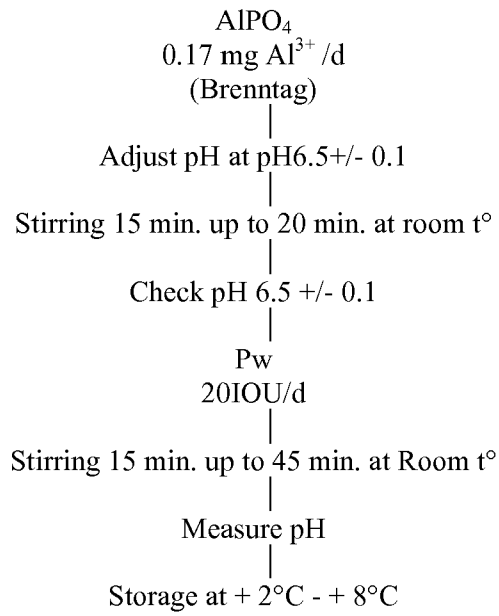 AlPO₄
0.17 mg Al³⁺ /d
(Brenntag)
Adjust pH at pH6.5+/- 0.1
Stirring 15 min. up to 20 min. at room t°
Check pH 6.5 +/- 0.1
Pw
20IOU/d
Stirring 15 min. up to 45 min. at Room t°
Measure pH
Storage at + 2°C - + 8°C